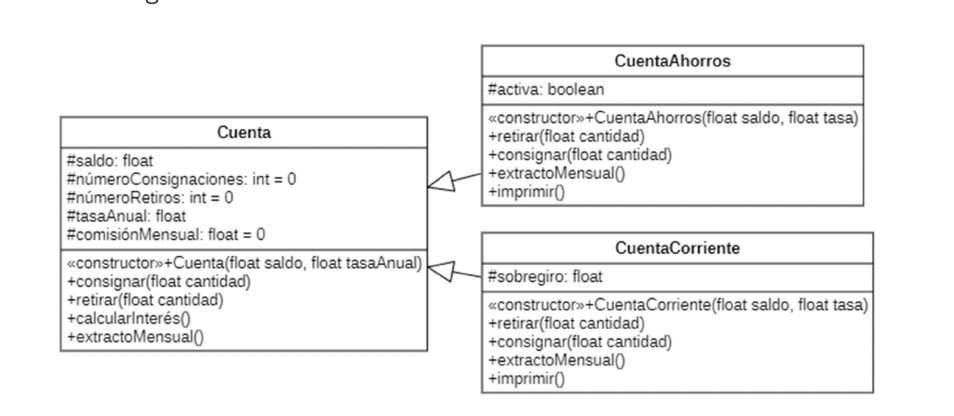 Cuenta
#saldo: float
#númeroConsignaciones: int = 0
#númeroRetiros: int = 0
#tasaAnual: float
#comisiónMensual: float = 0
«constructor»+Cuenta(float saldo, float tasaAnual)
+consignar(float cantidad)
+retirar(float cantidad)
+calcularInterés()
+extractoMensual()
CuentaAhorros
#activa: boolean
«constructor»+CuentaAhorros(float saldo, float tasa)
+retirar(float cantidad)
+consignar(float cantidad)
+extractoMensual()
+imprimir()
CuentaCorriente
#sobregiro: float
«constructor»+CuentaCorriente(float saldo, float tasa)
+retirar(float cantidad)
+consignar(float cantidad)
+extractoMensual()
+imprimir()